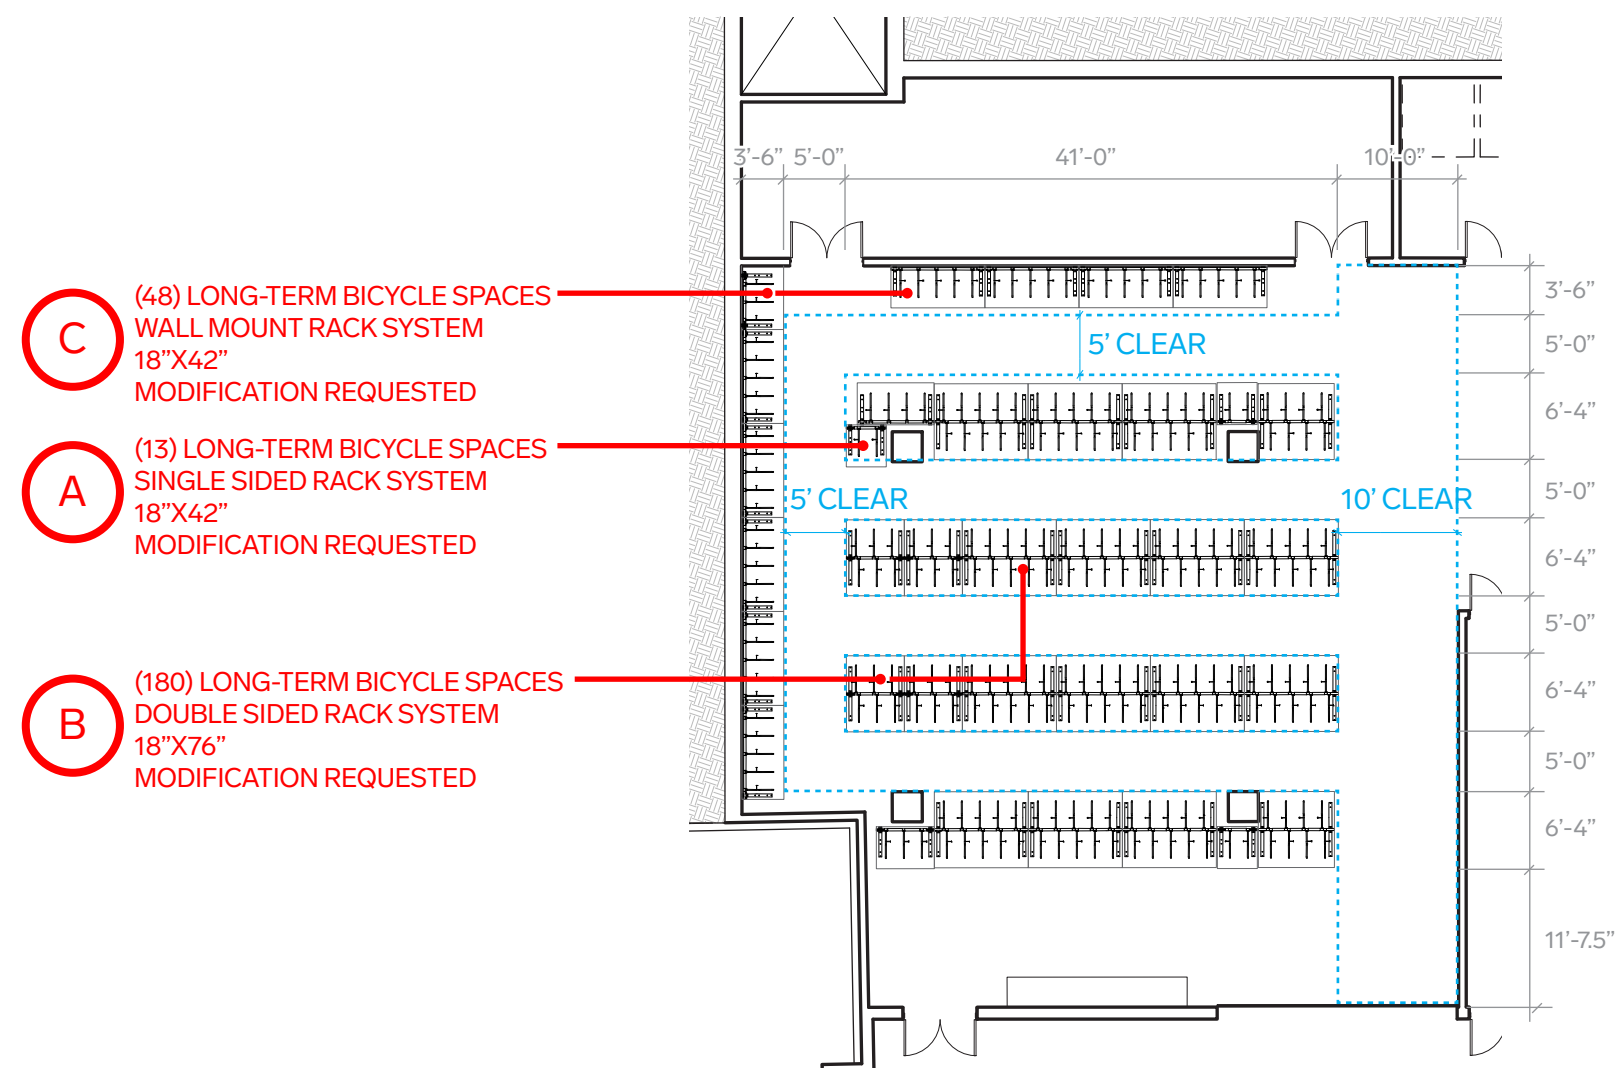 3’-6” 5’-0” 41’-0” 10’-0”
C
(48) LONG-TERM BICYCLE SPACES
WALL MOUNT RACK SYSTEM
18”X42”
MODIFICATION REQUESTED
A
(13) LONG-TERM BICYCLE SPACES
SINGLE SIDED RACK SYSTEM
18”X42”
MODIFICATION REQUESTED
B
(180) LONG-TERM BICYCLE SPACES
DOUBLE SIDED RACK SYSTEM
18”X76”
MODIFICATION REQUESTED
5’ CLEAR
5’ CLEAR
10’ CLEAR
3’-6”
5’-0”
6’-4”
5’-0”
6’-4”
5’-0”
6’-4”
5’-0”
6’-4”
11’-7.5”